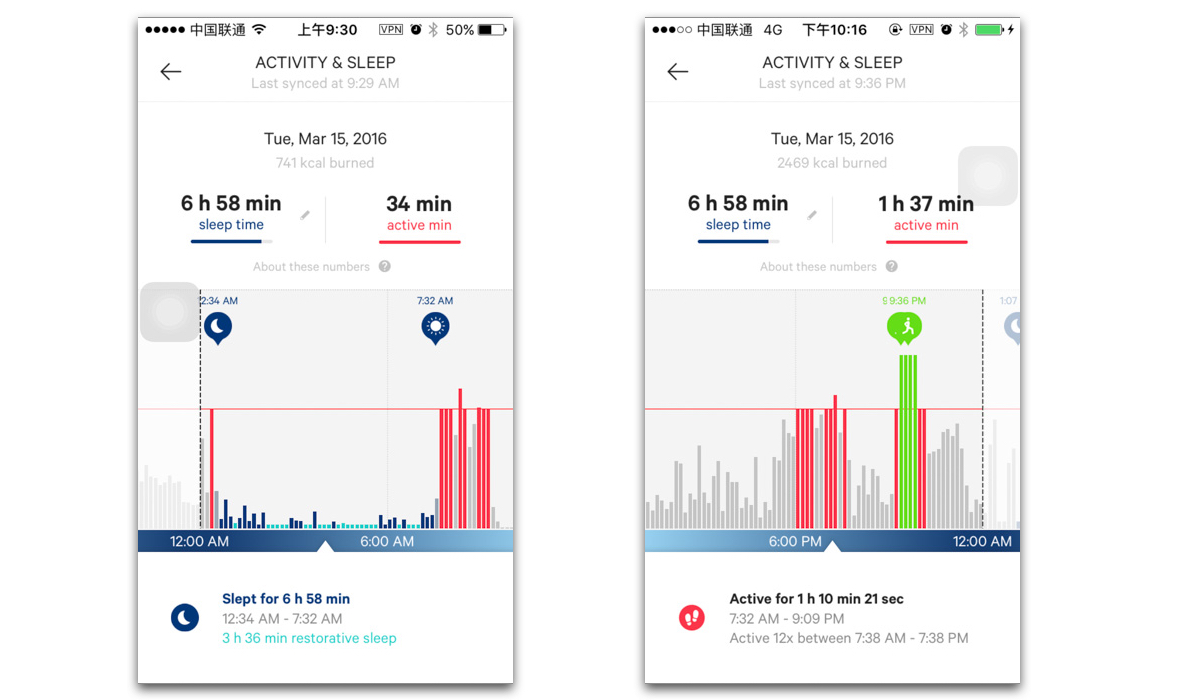 中国联通 上午9:30 VPN 50%
ACTIVITY & SLEEP
Last synced at 9:29 AM
Tue, Mar 15, 2016
741 kcal burned
6 h 58 min 34 min
sleep time active min
About these numbers ?
2:34 AM 7:32 AM
12:00 AM 6:00 AM
Slept for 6 h 58 min
12:34 AM - 7:32 AM
3 h 36 min restorative sleep
中国联通 4G 下午10:16 VPN
ACTIVITY & SLEEP
Last synced at 9:36 PM
Tue, Mar 15, 2016
2469 kcal burned
6 h 58 min 1 h 37 min
sleep time active min
About these numbers ?
9:36 PM 1:07
6:00 PM 12:00 AM
Active for 1 h 10 min 21 sec
7:32 AM - 9:09 PM
Active 12x between 7:38 AM - 7:38 PM